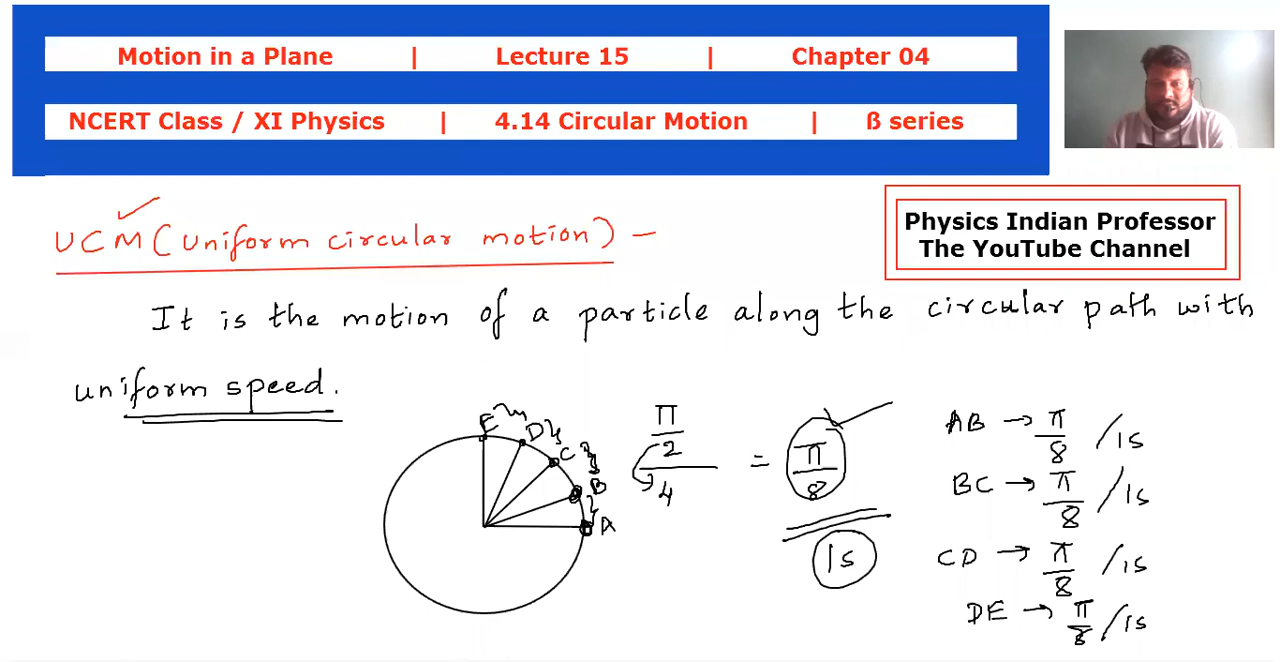 Motion in a Plane | Lecture 15 | Chapter 04
NCERT Class / XI Physics | 4.14 Circular Motion | ß series
Physics Indian Professor
The YouTube Channel
UCM (Uniform circular motion) —
It is the motion of a particle along the circular path with
uniform speed.
E
D
C
B
A
π/2 / 4 = π/8
1s
AB → π/8 /1s
BC → π/8 /1s
CD → π/8 /1s
DE → π/8 /1s